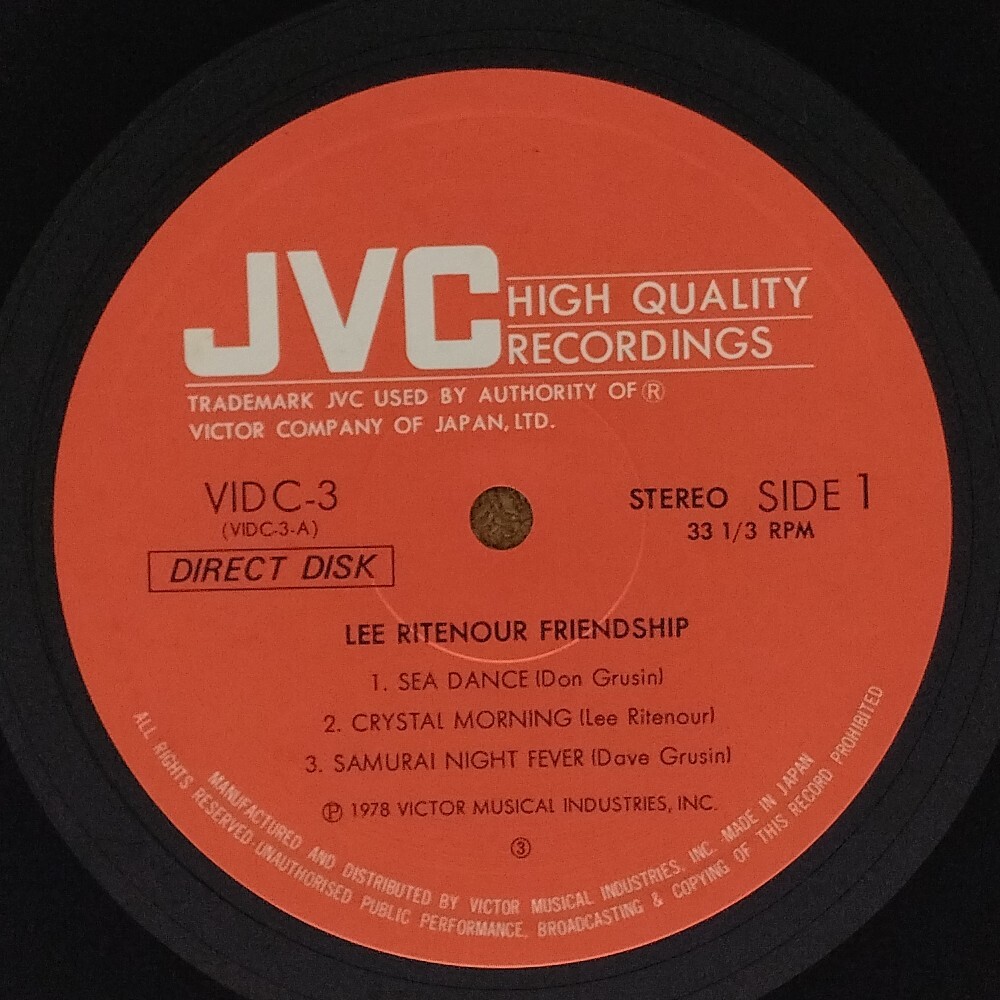 JVC HIGH QUALITY
RECORDINGS
TRADEMARK JVC USED BY AUTHORITY OF ®
VICTOR COMPANY OF JAPAN, LTD.
VIDC-3
(VIDC-3-A)
DIRECT DISK
STEREO SIDE 1
33 1/3 RPM
LEE RITENOUR FRIENDSHIP
1. SEA DANCE (Don Grusin)
2. CRYSTAL MORNING (Lee Ritenour)
3. SAMURAI NIGHT FEVER (Dave Grusin)
Ⓟ 1978 VICTOR MUSICAL INDUSTRIES, INC.
③
MANUFACTURED AND DISTRIBUTED BY VICTOR MUSICAL INDUSTRIES, INC. MADE IN JAPAN
ALL RIGHTS RESERVED·UNAUTHORISED PUBLIC PERFORMANCE, BROADCASTING & COPYING OF THIS RECORD PROHIBITED